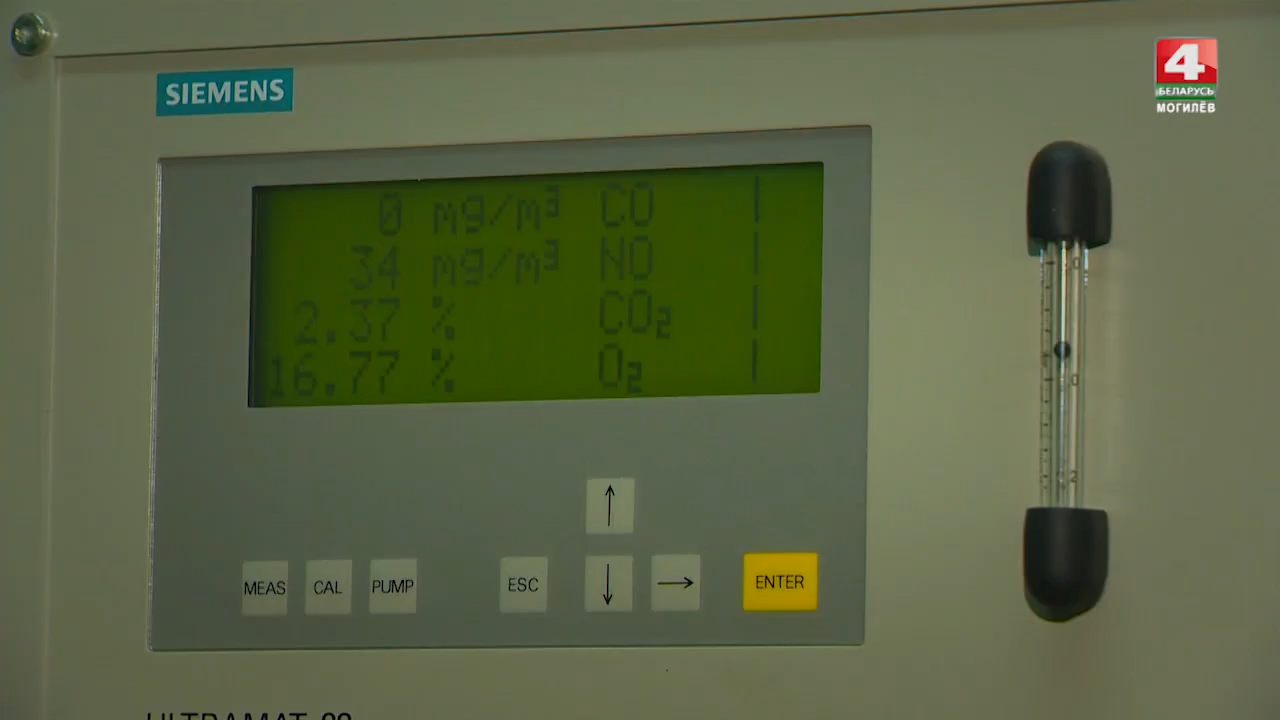 SIEMENS
4
БЕЛАРУСЬ
МОГИЛЁВ
0 mg/m³ CO
34 mg/m³ NO
2.37 % CO₂
16.77 % O₂
↑
MEAS CAL PUMP ESC ↓ → ENTER
ULTRAMAT